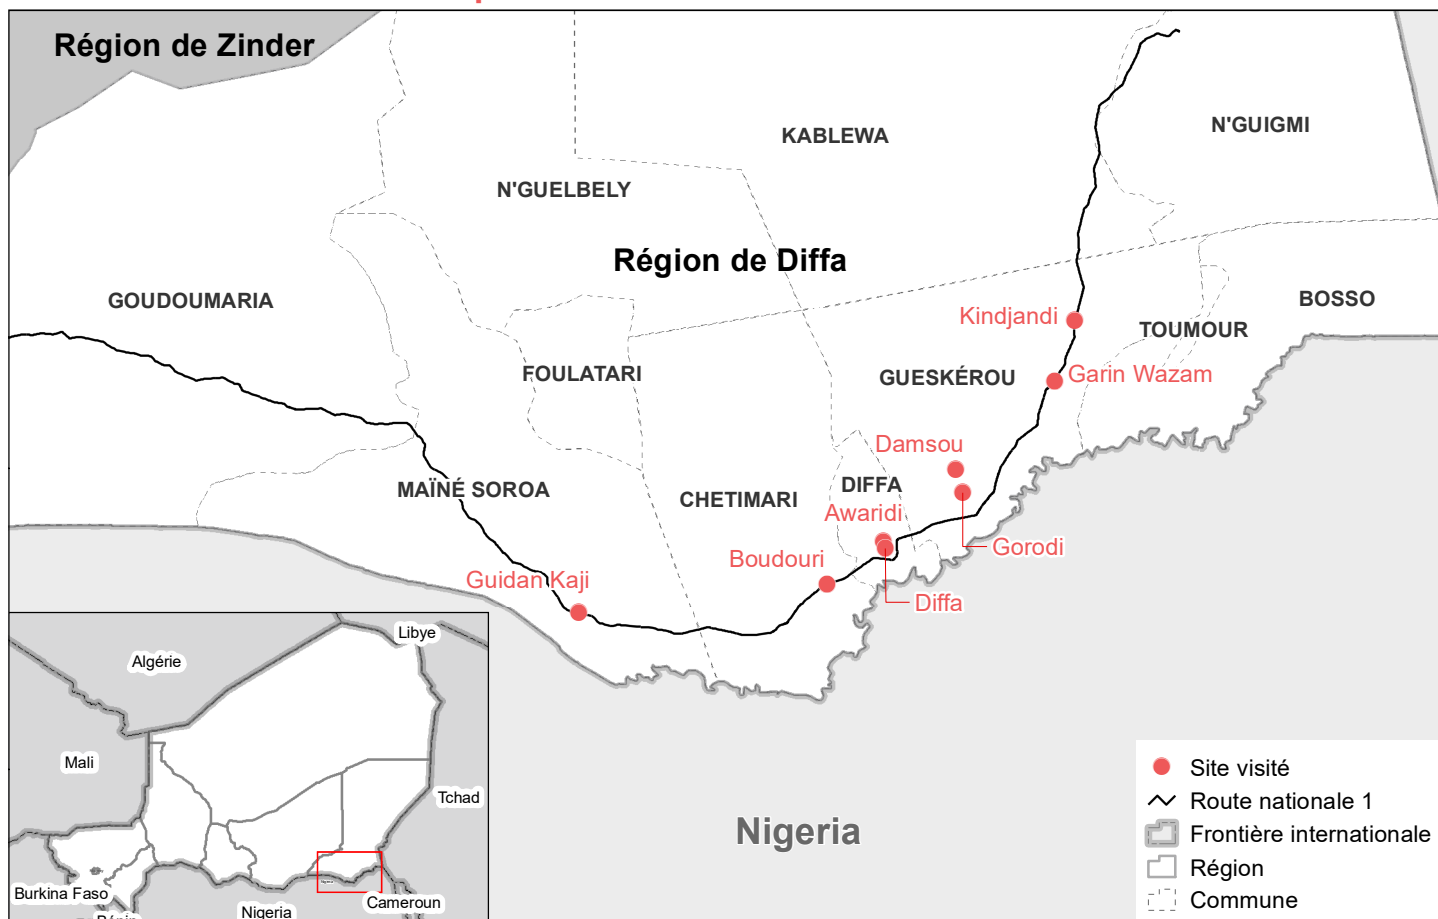 Région de Zinder
KABLEWA
N'GUIGMI
N'GUELBELY
Région de Diffa
GOUDOUMARIA
BOSSO
Kindjandi
TOUMOUR
FOULATARI
GUESKÉROU
Garin Wazam
Damsou
MAÏNÉ SOROA
CHETIMARI
DIFFA
Awaridi
Gorodi
Boudouri
Guidan Kaji
Diffa
Libye
Algérie
Mali
Tchad
Burkina Faso
Bénin
Nigeria
Cameroun
Nigeria
Site visité
Route nationale 1
Frontière internationale
Région
Commune